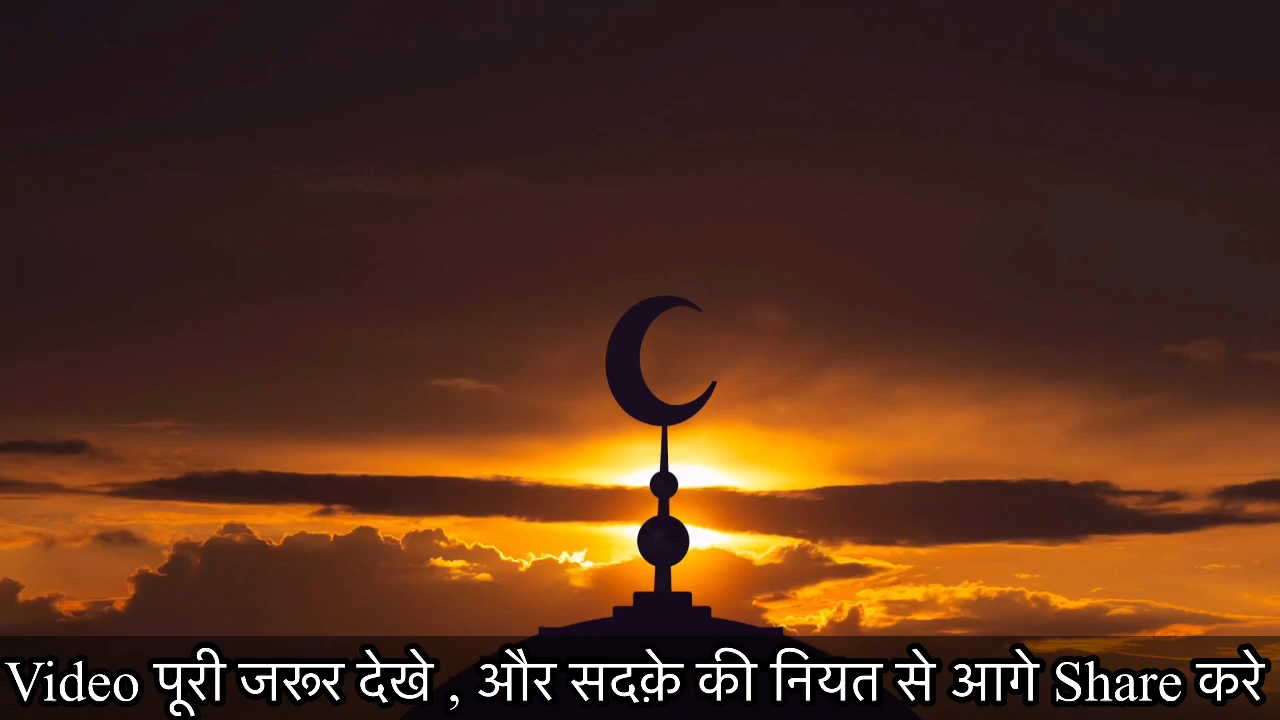 Video पूरी जरूर देखे , और सदक़े की नियत से आगे Share करे